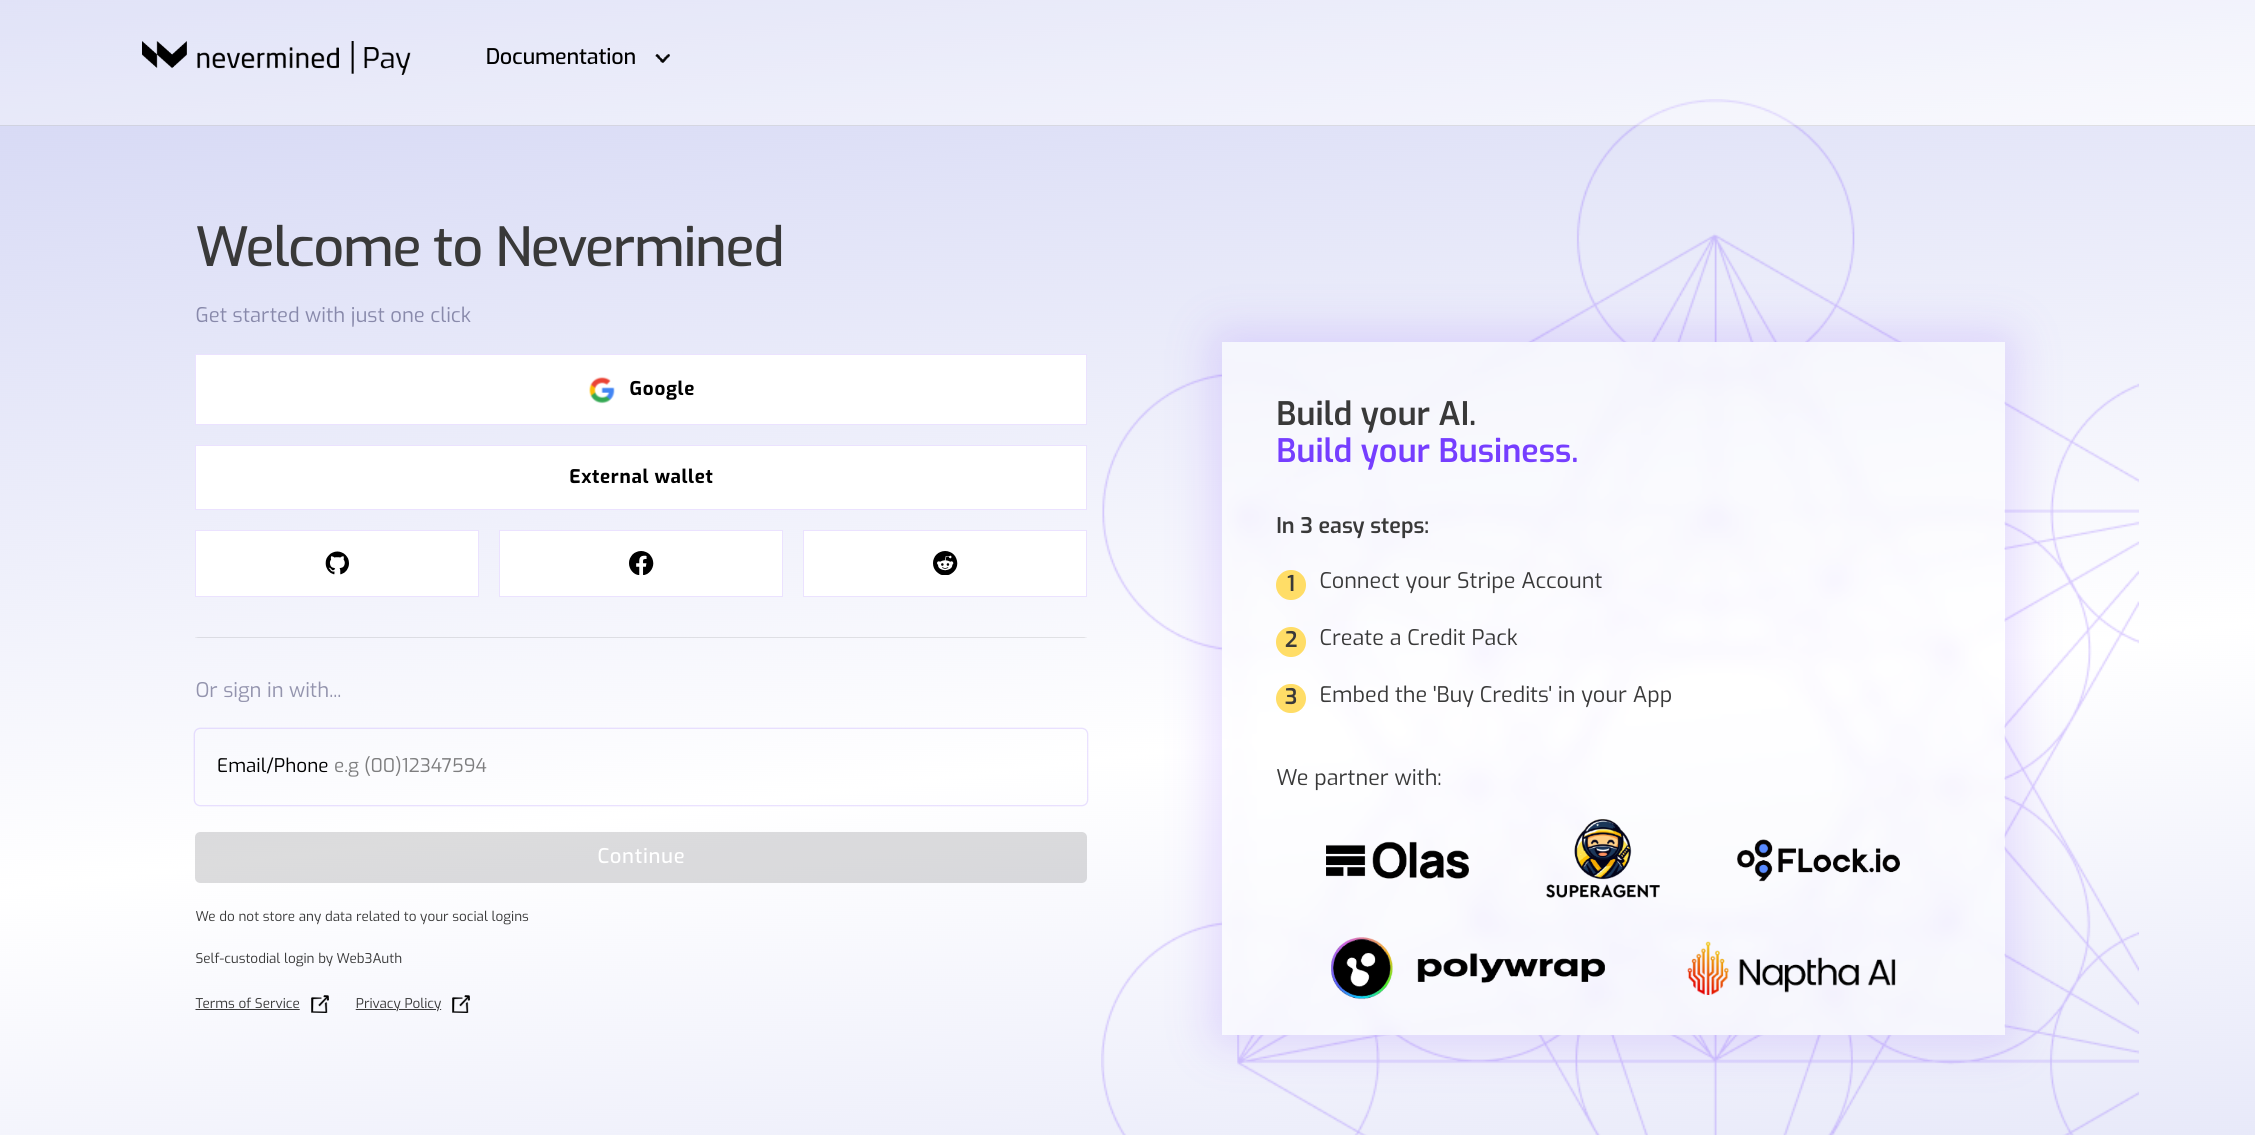 nevermined | Pay
Documentation
Welcome to Nevermined
Get started with just one click
Google
External wallet
Or sign in with...
Email/Phone e.g (00)12347594
Continue
We do not store any data related to your social logins
Self-custodial login by Web3Auth
Terms of Service
Privacy Policy
Build your AI.
Build your Business.
In 3 easy steps:
1 Connect your Stripe Account
2 Create a Credit Pack
3 Embed the 'Buy Credits' in your App
We partner with:
Olas
SUPERAGENT
FLock.io
polywrap
Naptha AI